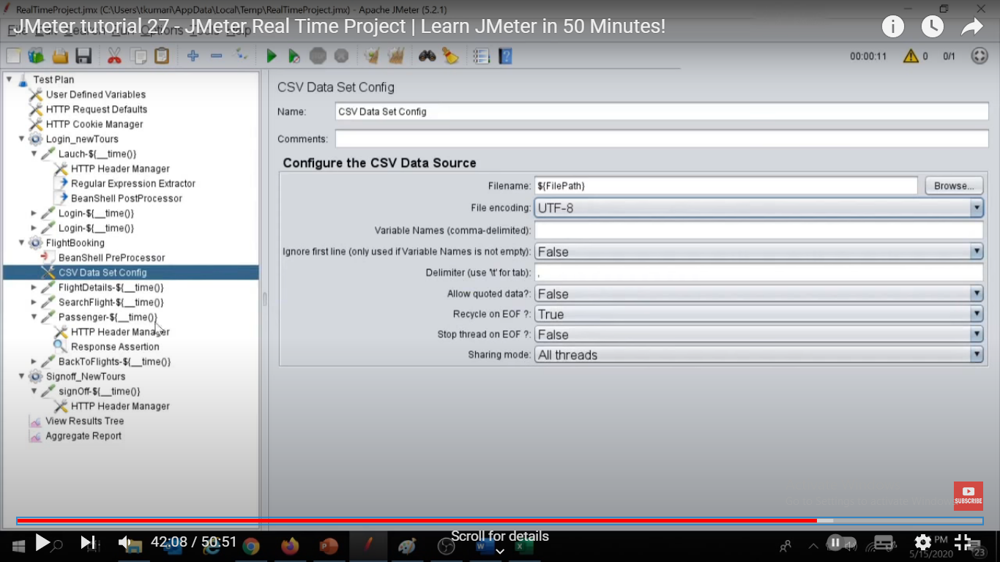 RealTimeProject.jmx (C:\Users\tkumari\AppData\Local\Temp\RealTimeProject.jmx) - Apache JMeter (5.2.1)
JMeter tutorial 27 - JMeter Real Time Project | Learn JMeter in 50 Minutes!
00:00:11
0
0/1
Test Plan
User Defined Variables
HTTP Request Defaults
HTTP Cookie Manager
Login_newTours
Lauch-${__time()}
HTTP Header Manager
Regular Expression Extractor
BeanShell PostProcessor
Login-${__time()}
Login-${__time()}
FlightBooking
BeanShell PreProcessor
CSV Data Set Config
FlightDetails-${__time()}
SearchFlight-${__time()}
Passenger-${__time()}
HTTP Header Manager
Response Assertion
BackToFlights-${__time()}
Signoff_NewTours
signOff-${__time()}
HTTP Header Manager
View Results Tree
Aggregate Report
CSV Data Set Config
Name: CSV Data Set Config
Comments:
Configure the CSV Data Source
Filename: ${FilePath} Browse...
File encoding: UTF-8
Variable Names (comma-delimited):
Ignore first line (only used if Variable Names is not empty): False
Delimiter (use '\t' for tab): ,
Allow quoted data?: False
Recycle on EOF ?: True
Stop thread on EOF ?: False
Sharing mode: All threads
Go to Settings to activate Windows.
SUBSCRIBE
42:08 / 50:51
Scroll for details
PM
5/15/2020
23